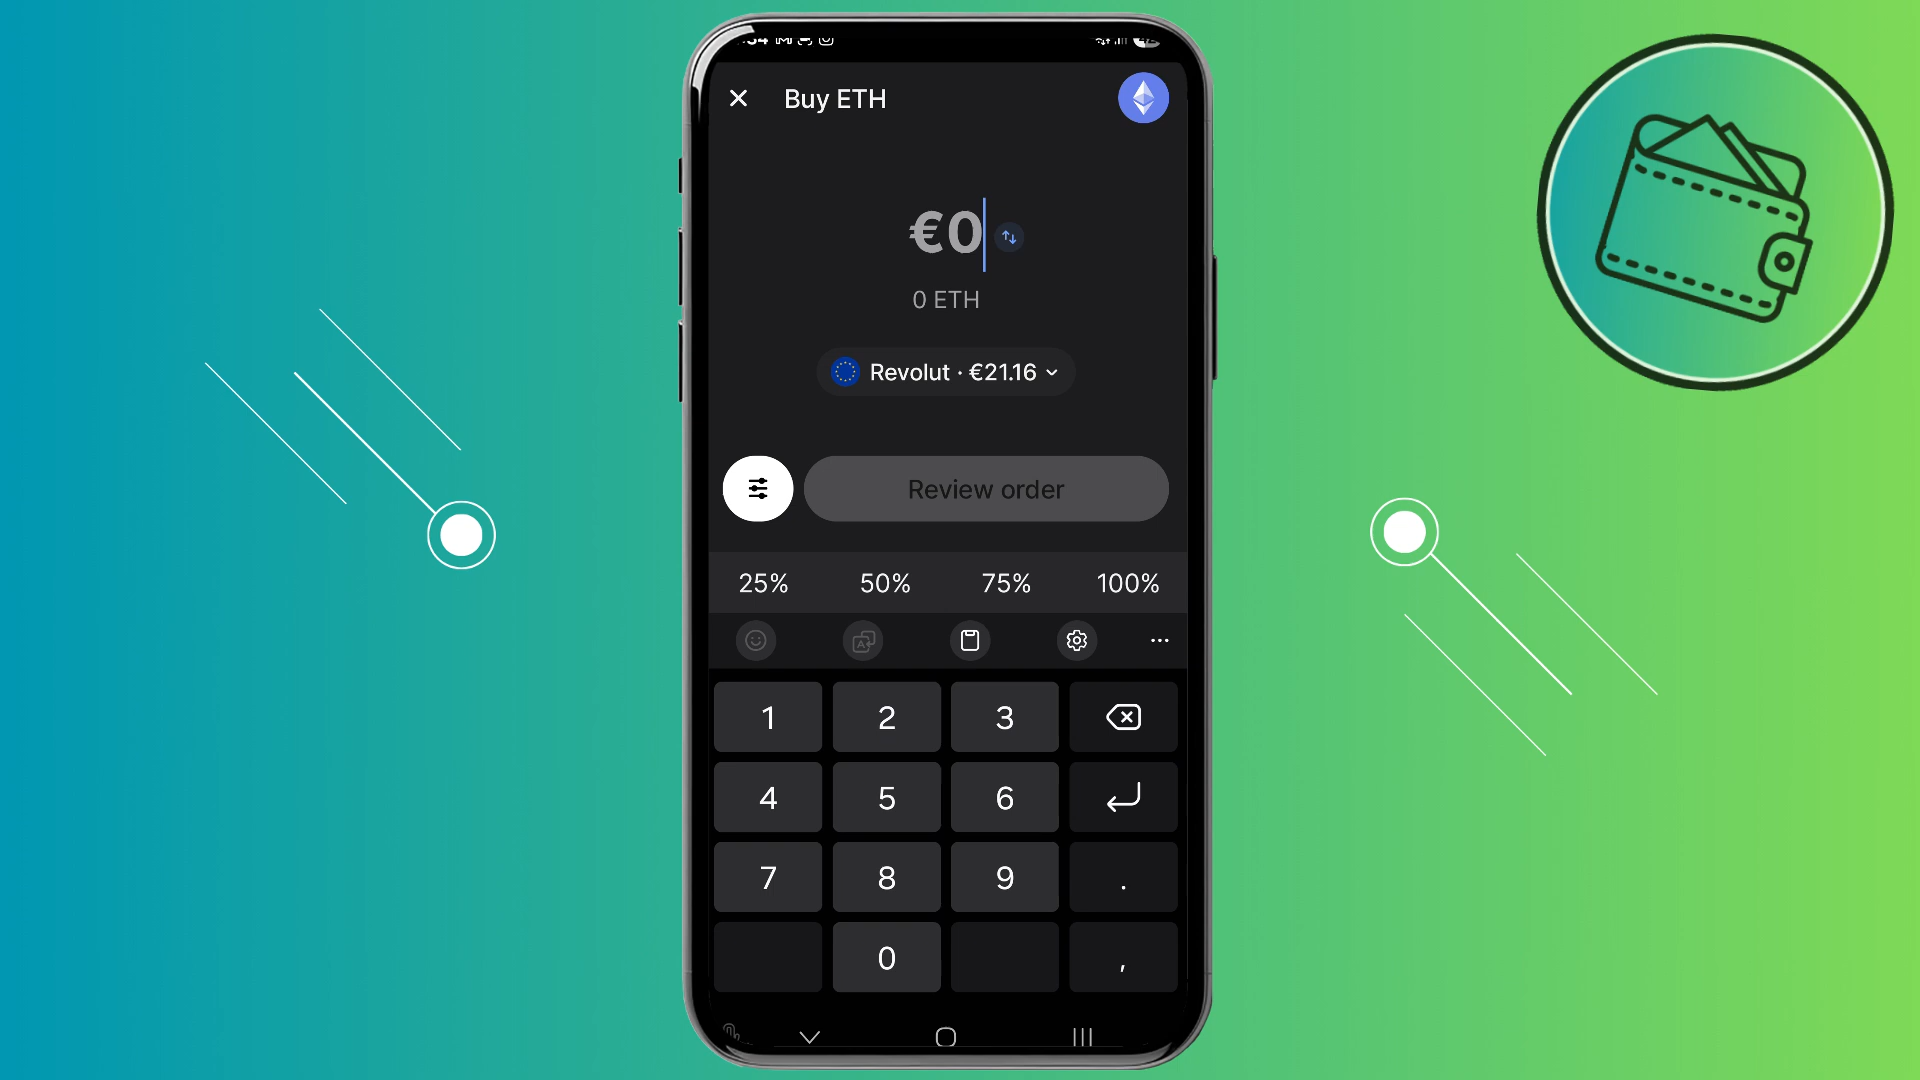 Buy ETH
€0
0 ETH
Revolut · €21.16
Review order
25% 50% 75% 100%
1 2 3
4 5 6
7 8 9 .
0 ,